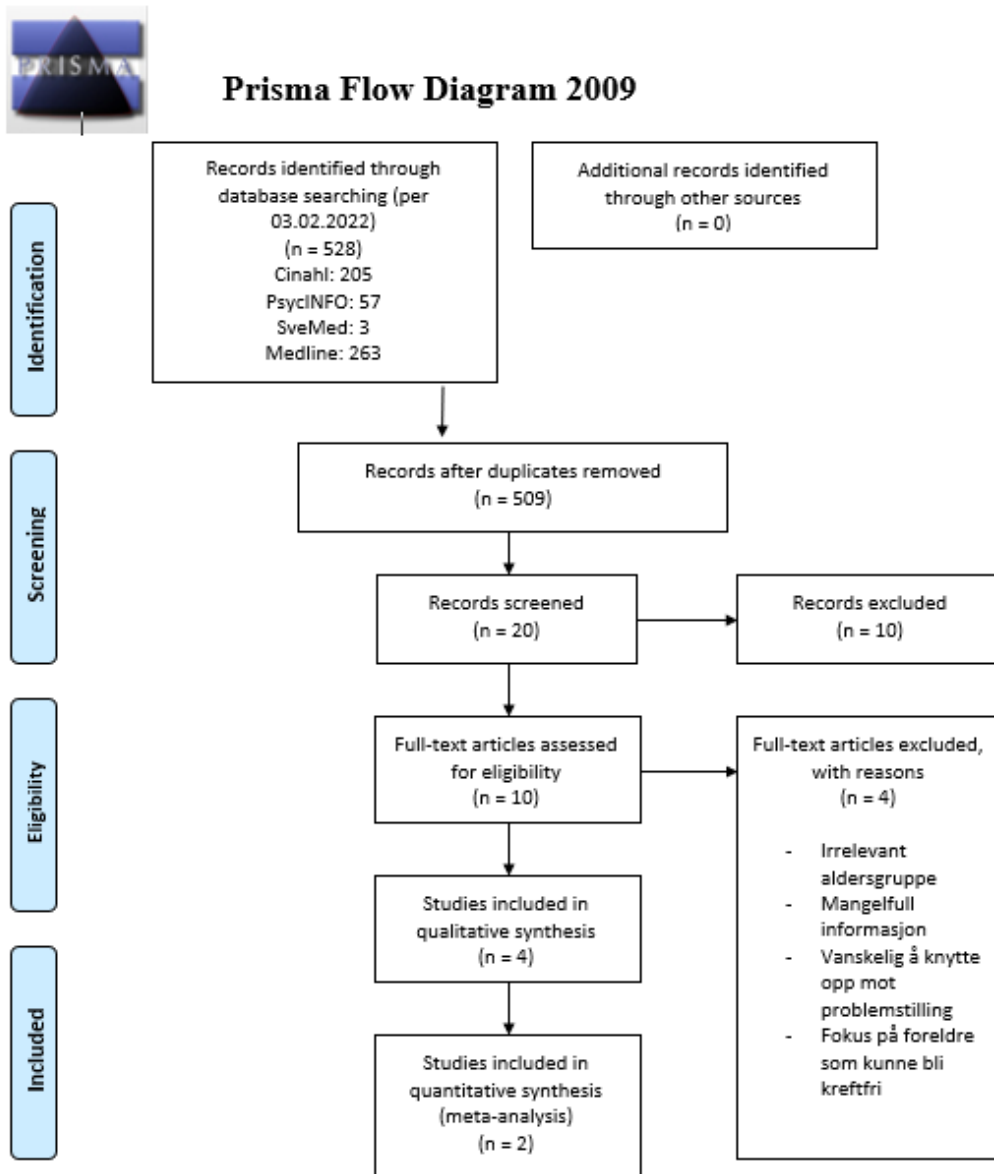 PRISMA
Prisma Flow Diagram 2009
Records identified through
database searching (per
03.02.2022)
(n = 528)
Cinahl: 205
PsycINFO: 57
SveMed: 3
Medline: 263
Additional records identified
through other sources
(n = 0)
Identification
Records after duplicates removed
(n = 509)
Screening
Records screened
(n = 20)
Records excluded
(n = 10)
Eligibility
Full-text articles assessed
for eligibility
(n = 10)
Full-text articles excluded,
with reasons
(n = 4)
- Irrelevant
aldersgruppe
- Mangelfull
informasjon
- Vanskelig å knytte
opp mot
problemstilling
- Fokus på foreldre
som kunne bli
kreftfri
Studies included in
qualitative synthesis
(n = 4)
Included
Studies included in
quantitative synthesis
(meta-analysis)
(n = 2)